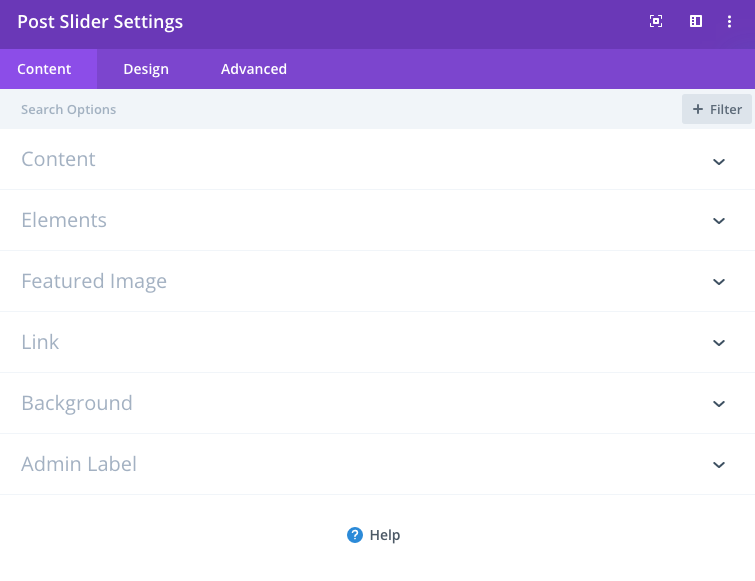 Post Slider Settings
Content Design Advanced
Search Options + Filter
Content
Elements
Featured Image
Link
Background
Admin Label
? Help